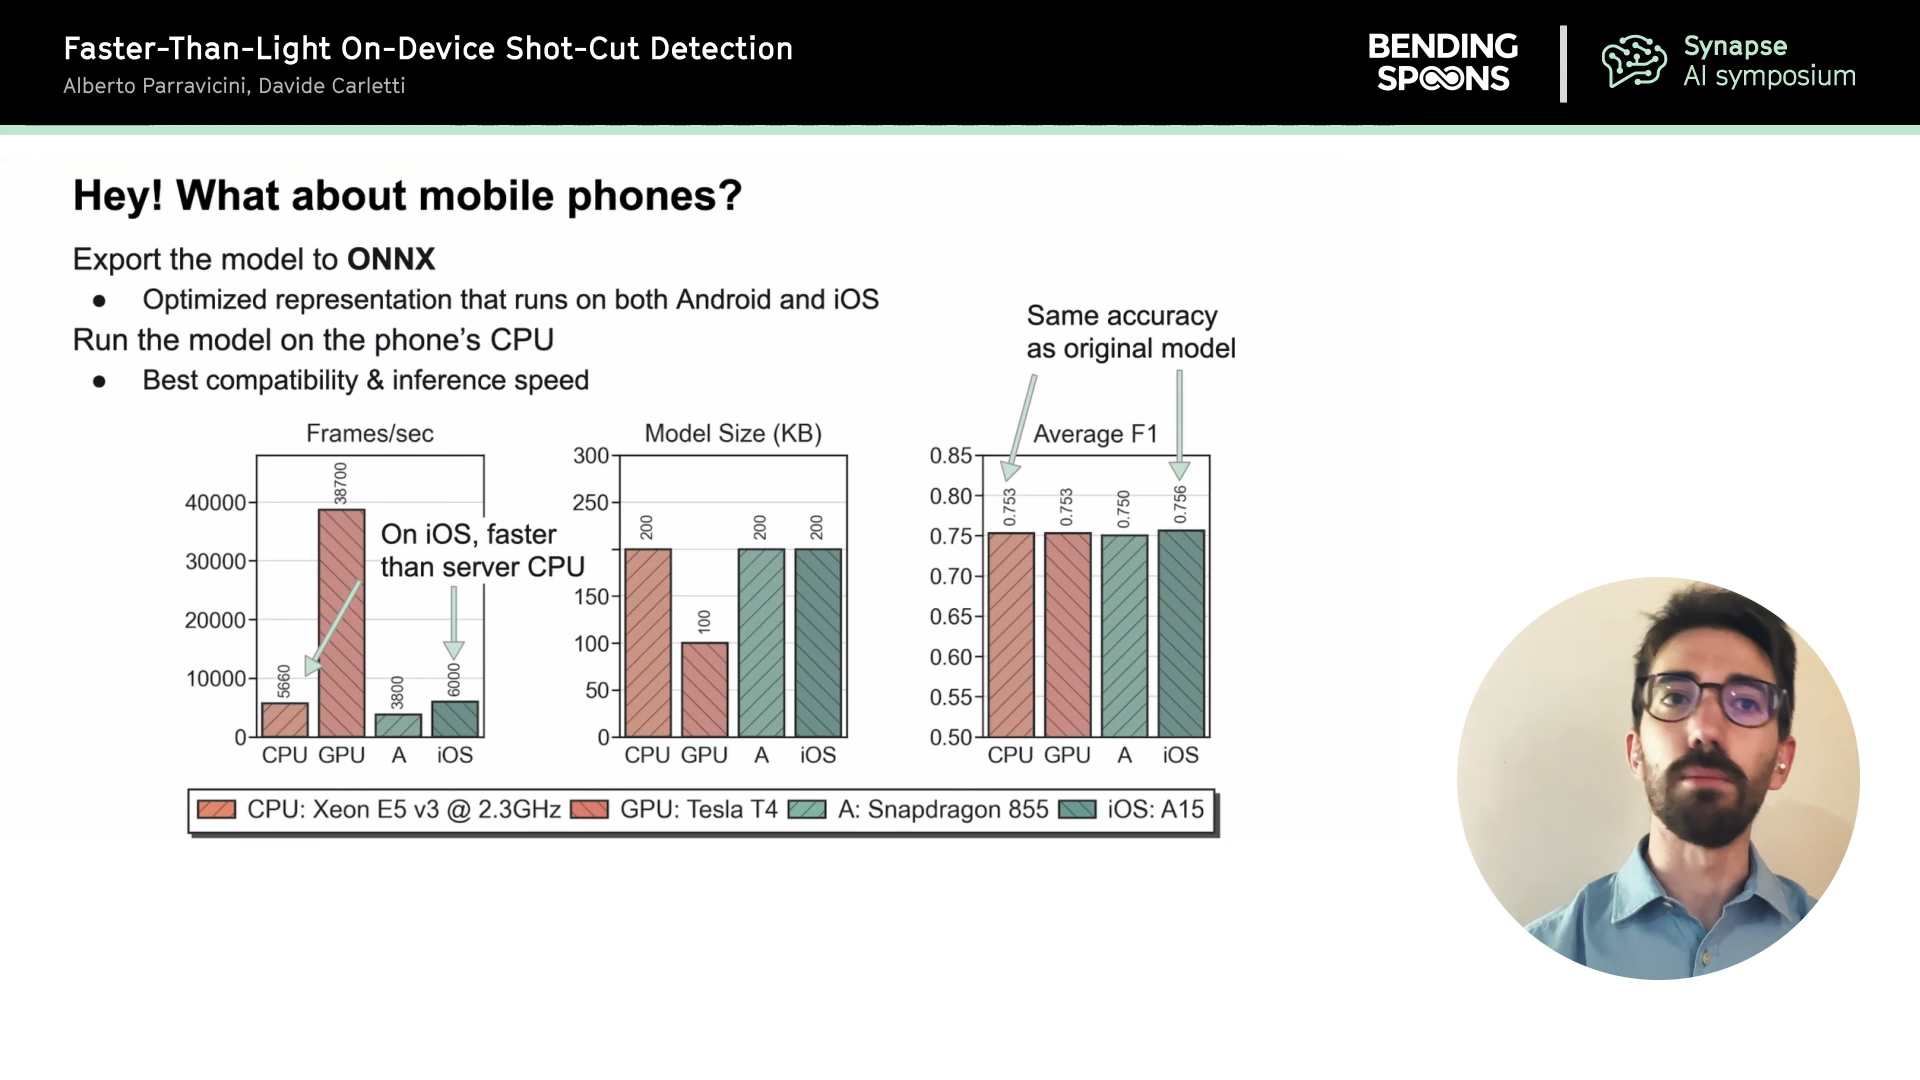 Faster-Than-Light On-Device Shot-Cut Detection
Alberto Parravicini, Davide Carletti
BENDING
SPOONS
Synapse
AI symposium
Hey! What about mobile phones?
Export the model to ONNX
● Optimized representation that runs on both Android and iOS
Run the model on the phone's CPU
● Best compatibility & inference speed
Same accuracy
as original model
Frames/sec
40000
30000
20000
10000
0
5660
38700
3800
6000
On iOS, faster
than server CPU
CPU GPU A iOS
Model Size (KB)
300
250
150
100
50
0
200
100
200
200
CPU GPU A iOS
Average F1
0.85
0.80
0.75
0.70
0.65
0.60
0.55
0.50
0.753
0.753
0.750
0.756
CPU GPU A iOS
CPU: Xeon E5 v3 @ 2.3GHz GPU: Tesla T4 A: Snapdragon 855 iOS: A15